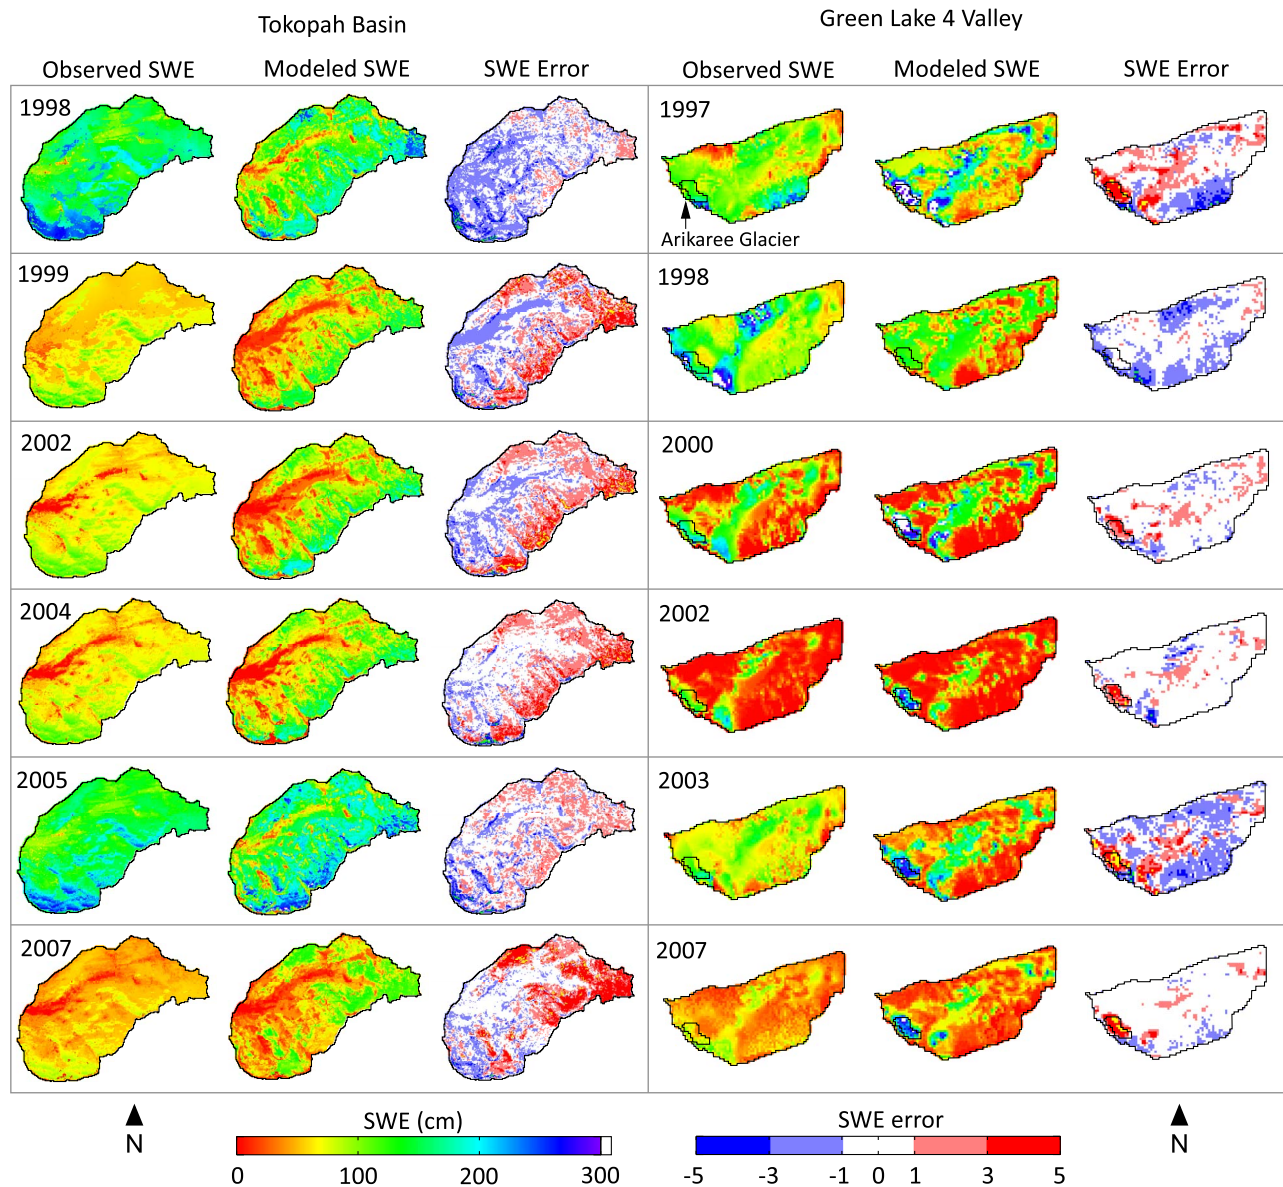 Tokopah Basin
Green Lake 4 Valley
Observed SWE Modeled SWE SWE Error
Observed SWE Modeled SWE SWE Error
1998
1997
Arikaree Glacier
1999
1998
2002
2000
2004
2002
2005
2003
2007
2007
N
SWE (cm)
0 100 200 300
SWE error
-5 -3 -1 0 1 3 5
N